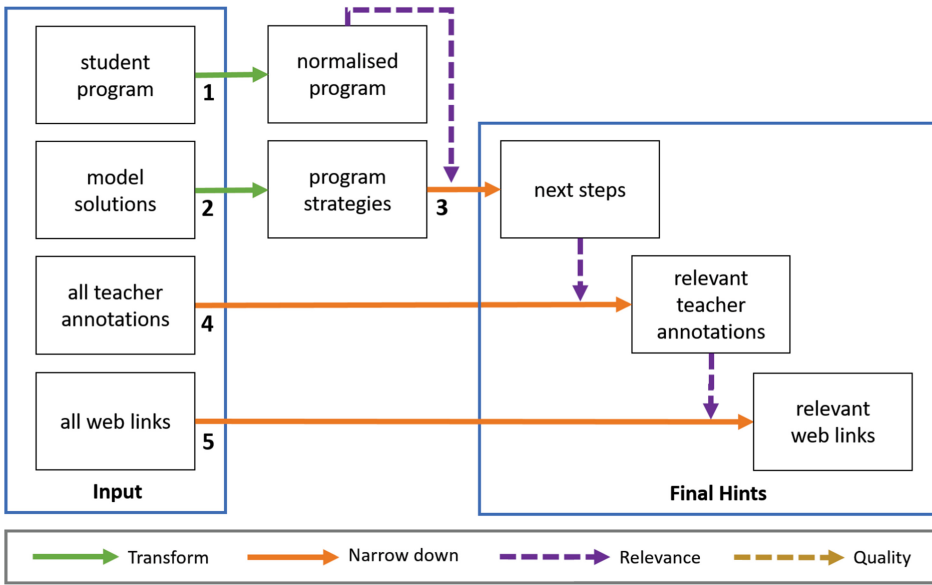 student
program
1
normalised
program
model
solutions
2
program
strategies
3
next steps
all teacher
annotations
4
relevant
teacher
annotations
all web links
5
relevant
web links
Input
Final Hints
Transform
Narrow down
Relevance
Quality